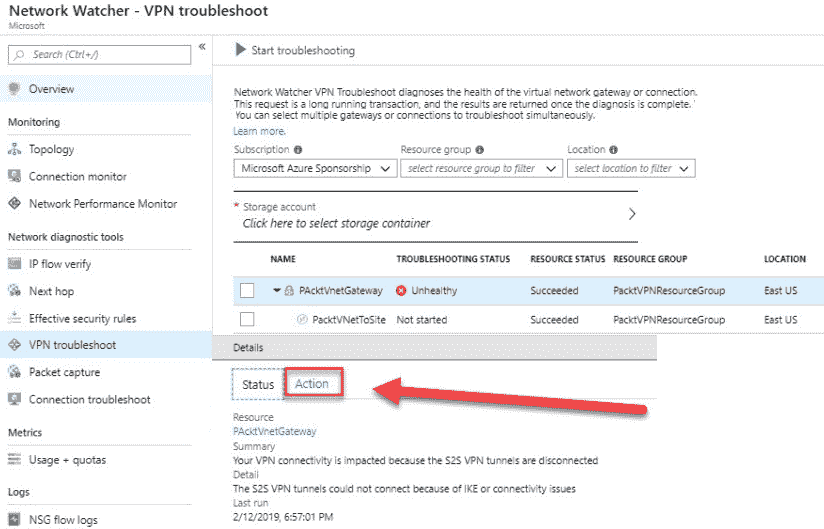 Network Watcher - VPN troubleshoot
Microsoft
Search (Ctrl+/)
Overview
Monitoring
Topology
Connection monitor
Network Performance Monitor
Network diagnostic tools
IP flow verify
Next hop
Effective security rules
VPN troubleshoot
Packet capture
Connection troubleshoot
Metrics
Usage + quotas
Logs
NSG flow logs
Start troubleshooting
Network Watcher VPN Troubleshoot diagnoses the health of the virtual network gateway or connection.
This request is a long running transaction, and the results are returned once the diagnosis is complete.
You can select multiple gateways or connections to troubleshoot simultaneously.
Learn more.
Subscription Resource group Location
Microsoft Azure Sponsorship select resource group to filter select location to filter
* Storage account
Click here to select storage container
NAME TROUBLESHOOTING STATUS RESOURCE STATUS RESOURCE GROUP LOCATION
PAcktVnetGateway Unhealthy Succeeded PacktVPNResourceGroup East US
PacktVNetToSite Not started Succeeded PacktVPNResourceGroup East US
Details
Status Action
Resource
PAcktVnetGateway
Summary
Your VPN connectivity is impacted because the S2S VPN tunnels are disconnected
Detail
The S2S VPN tunnels could not connect because of IKE or connectivity issues
Last run
2/12/2019, 6:57:01 PM